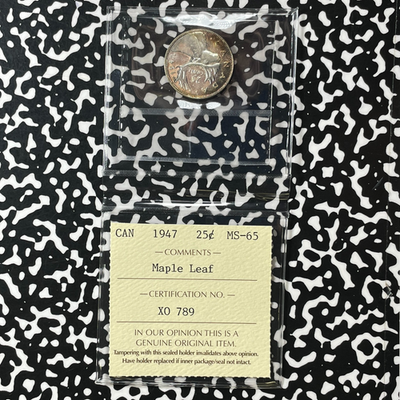 CAN 1947 25¢ MS-65
— COMMENTS —
Maple Leaf
— CERTIFICATION NO. —
XO 789
IN OUR OPINION THIS IS A
GENUINE ORIGINAL ITEM.
Tampering with this sealed holder invalidates above opinion.
Have holder replaced if inner package/seal not intact.